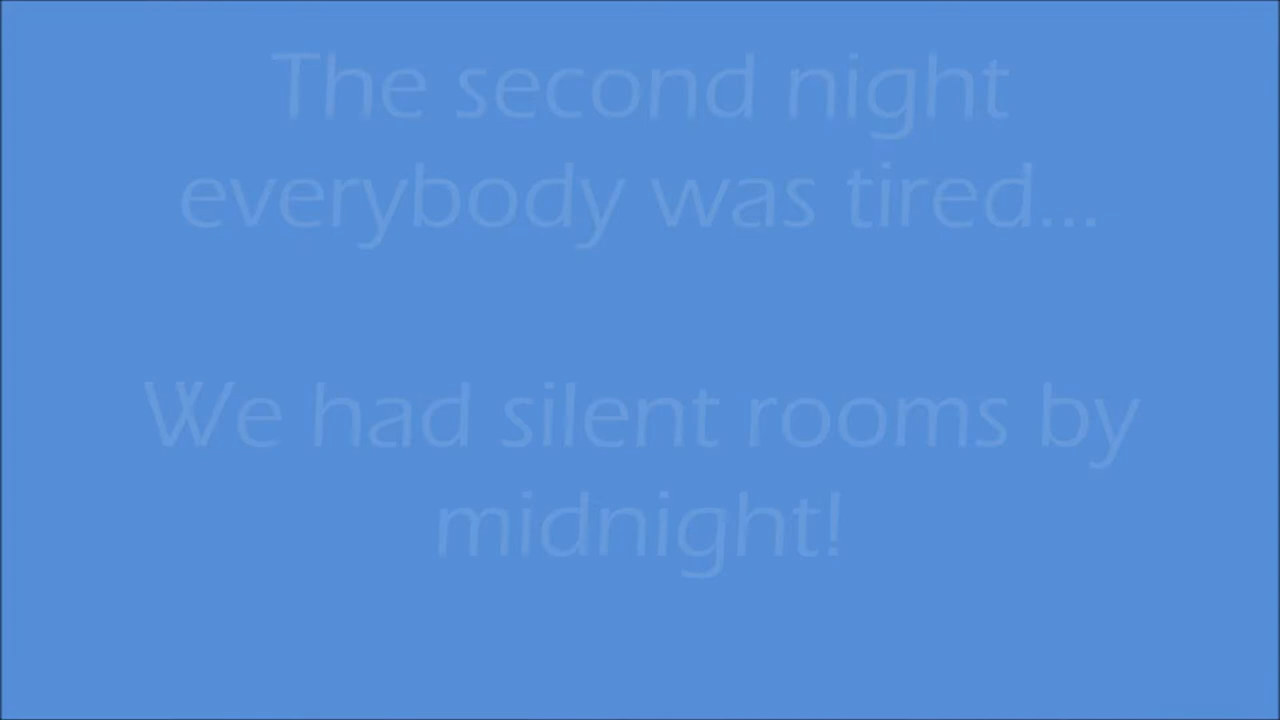 The second night
everybody was tired...
We had silent rooms by
midnight!